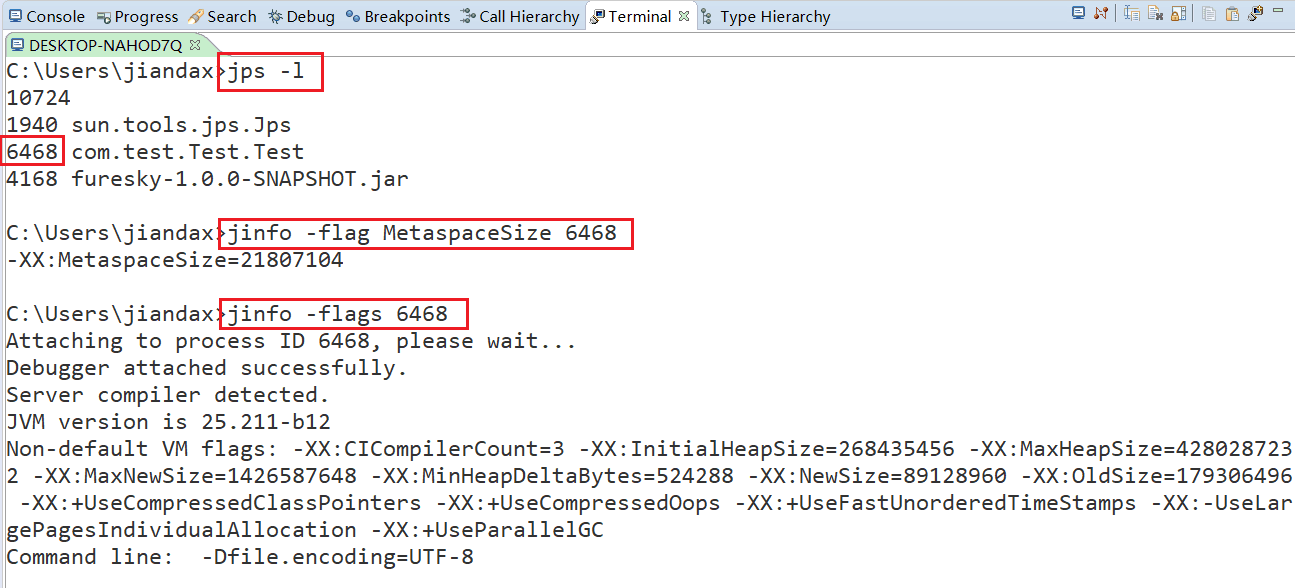 Console Progress Search Debug Breakpoints Call Hierarchy Terminal Type Hierarchy
DESKTOP-NAHOD7Q
C:\Users\jiandax>jps -l
10724
1940 sun.tools.jps.Jps
6468 com.test.Test.Test
4168 furesky-1.0.0-SNAPSHOT.jar
C:\Users\jiandax>jinfo -flag MetaspaceSize 6468
-XX:MetaspaceSize=21807104
C:\Users\jiandax>jinfo -flags 6468
Attaching to process ID 6468, please wait...
Debugger attached successfully.
Server compiler detected.
JVM version is 25.211-b12
Non-default VM flags: -XX:CICompilerCount=3 -XX:InitialHeapSize=268435456 -XX:MaxHeapSize=428028723
2 -XX:MaxNewSize=1426587648 -XX:MinHeapDeltaBytes=524288 -XX:NewSize=89128960 -XX:OldSize=179306496
-XX:+UseCompressedClassPointers -XX:+UseCompressedOops -XX:+UseFastUnorderedTimeStamps -XX:-UseLar
gePagesIndividualAllocation -XX:+UseParallelGC
Command line:  -Dfile.encoding=UTF-8